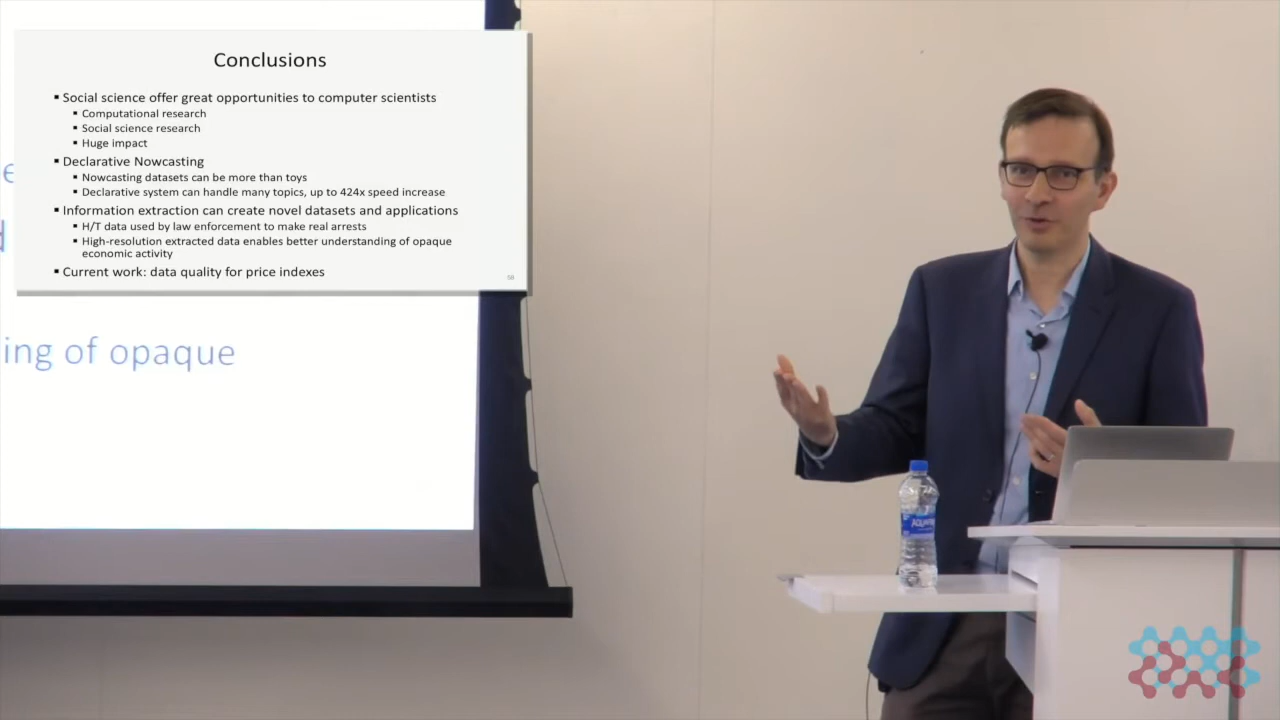 Conclusions
▪ Social science offer great opportunities to computer scientists
▪ Computational research
▪ Social science research
▪ Huge impact
▪ Declarative Nowcasting
▪ Nowcasting datasets can be more than toys
▪ Declarative system can handle many topics, up to 424x speed increase
▪ Information extraction can create novel datasets and applications
▪ H/T data used by law enforcement to make real arrests
▪ High-resolution extracted data enables better understanding of opaque
economic activity
▪ Current work: data quality for price indexes
58
ing of opaque